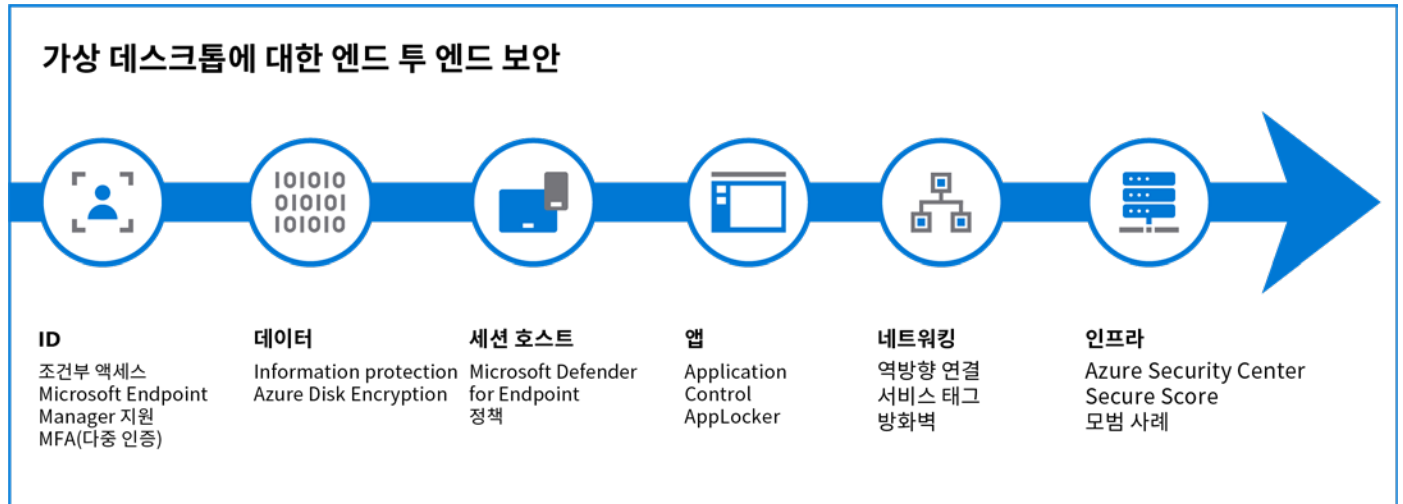 가상 데스크톱에 대한 엔드 투 엔드 보안
101010
010101
101010
ID
조건부 액세스
Microsoft Endpoint
Manager 지원
MFA(다중 인증)
데이터
Information protection
Azure Disk Encryption
세션 호스트
Microsoft Defender
for Endpoint
정책
앱
Application
Control
AppLocker
네트워킹
역방향 연결
서비스 태그
방화벽
인프라
Azure Security Center
Secure Score
모범 사례